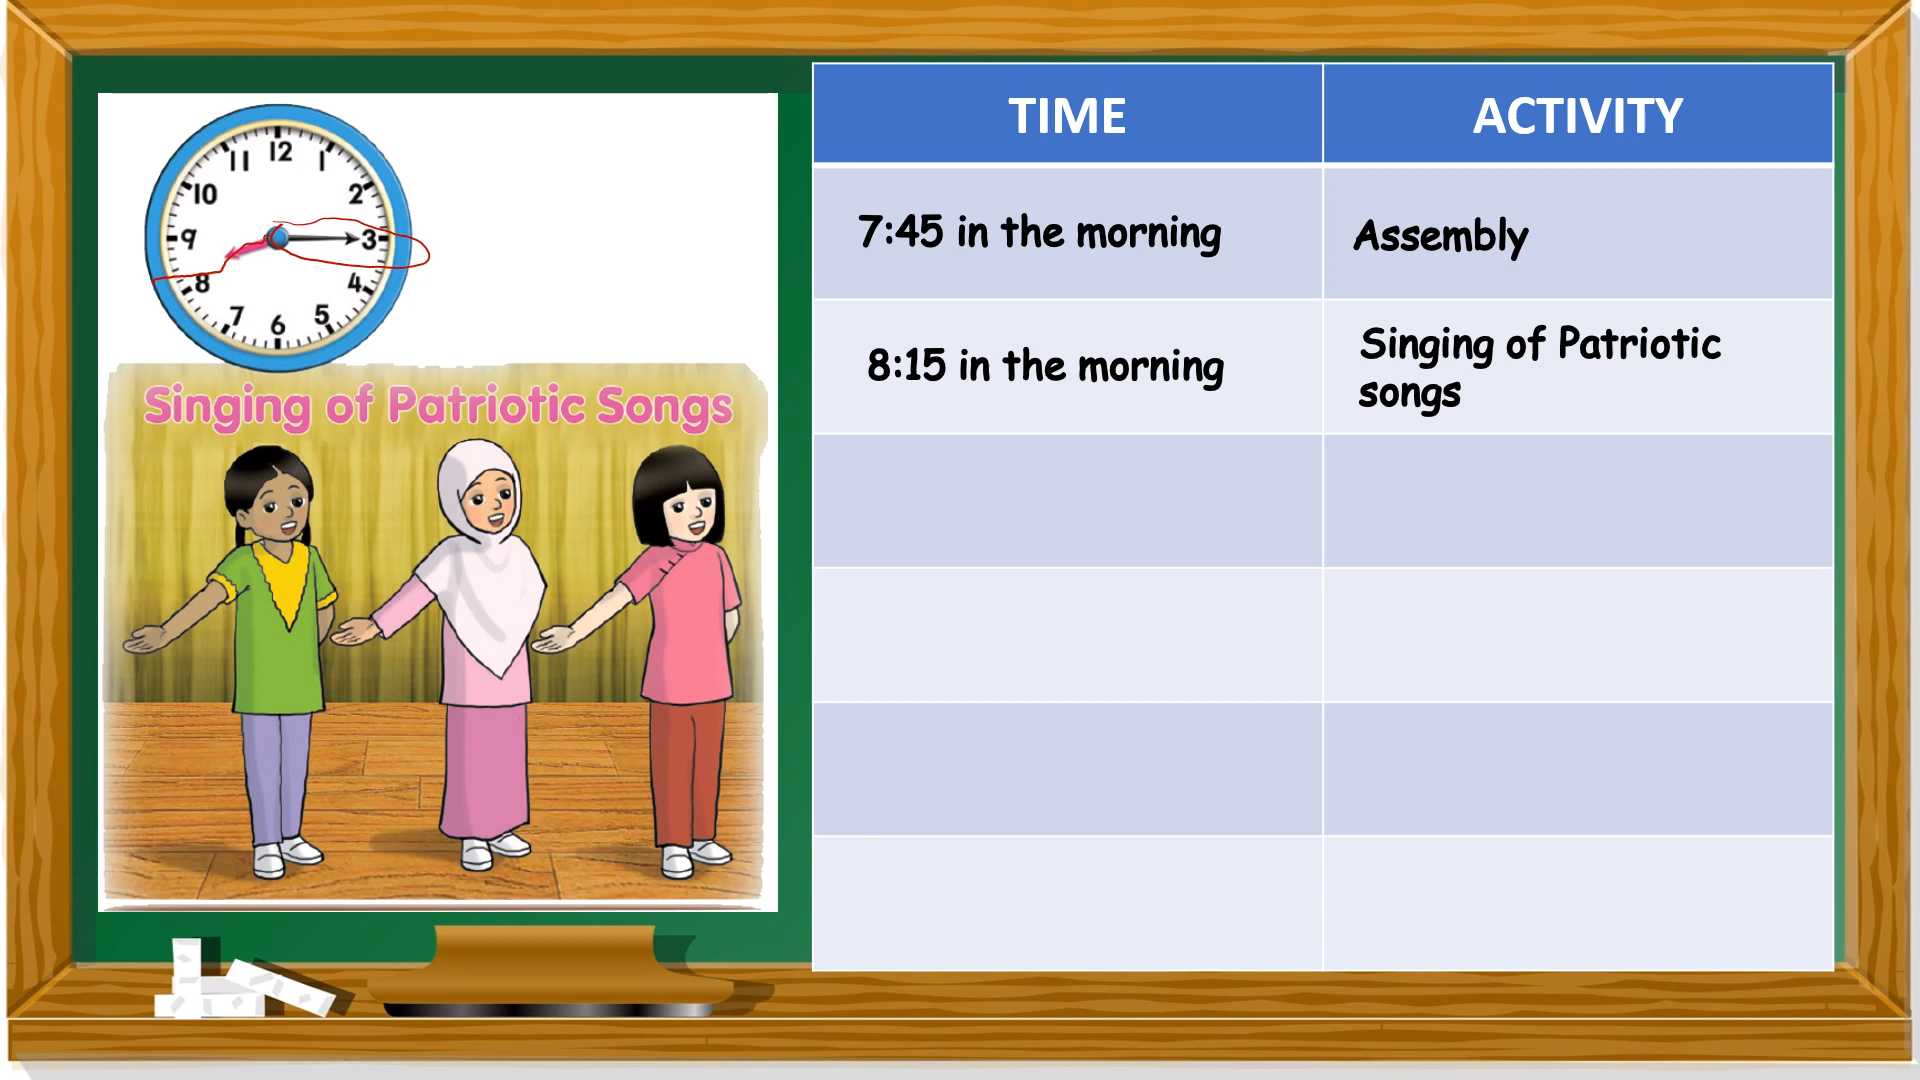 12
11 1
10 2
9 3
8 4
7 5
6
Singing of Patriotic Songs
TIME ACTIVITY
7:45 in the morning Assembly
8:15 in the morning Singing of Patriotic
songs